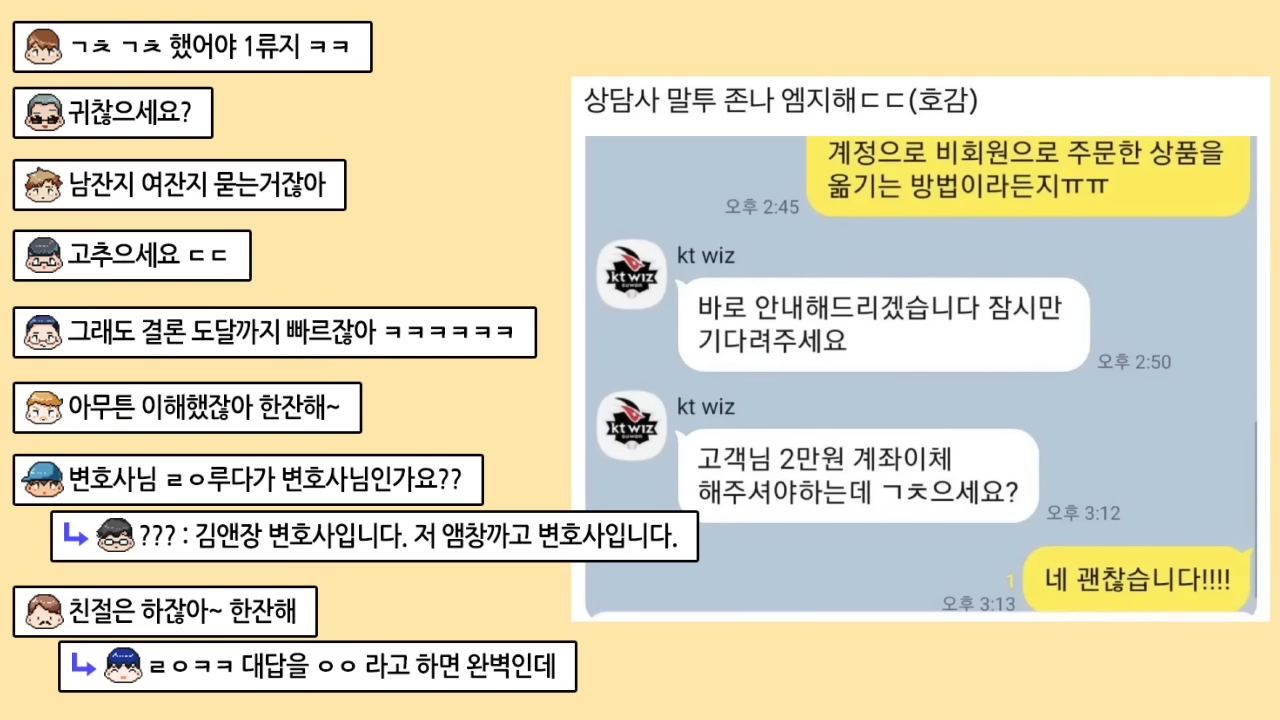 ㄱㅊ ㄱㅊ 했어야 1류지 ㅋㅋ
귀찮으세요?
남잔지 여잔지 묻는거잖아
고추으세요 ㄷㄷ
그래도 결론 도달까지 빠르잖아 ㅋㅋㅋㅋㅋㅋ
아무튼 이해했잖아 한잔해~
변호사님 ㄹㅇ루다가 변호사님인가요??
??? : 김앤장 변호사입니다. 저 앰창까고 변호사입니다.
친절은 하잖아~ 한잔해
ㄹㅇㅋㅋ 대답을 ㅇㅇ 라고 하면 완벽인데
상담사 말투 존나 엠지해ㄷㄷ(호감)
계정으로 비회원으로 주문한 상품을
옮기는 방법이라든지ㅠㅠ
오후 2:45
kt wiz
kt wiz
suwon
바로 안내해드리겠습니다 잠시만
기다려주세요
오후 2:50
kt wiz
kt wiz
suwon
고객님 2만원 계좌이체
해주셔야하는데 ㄱㅊ으세요?
오후 3:12
1
오후 3:13
네 괜찮습니다!!!!